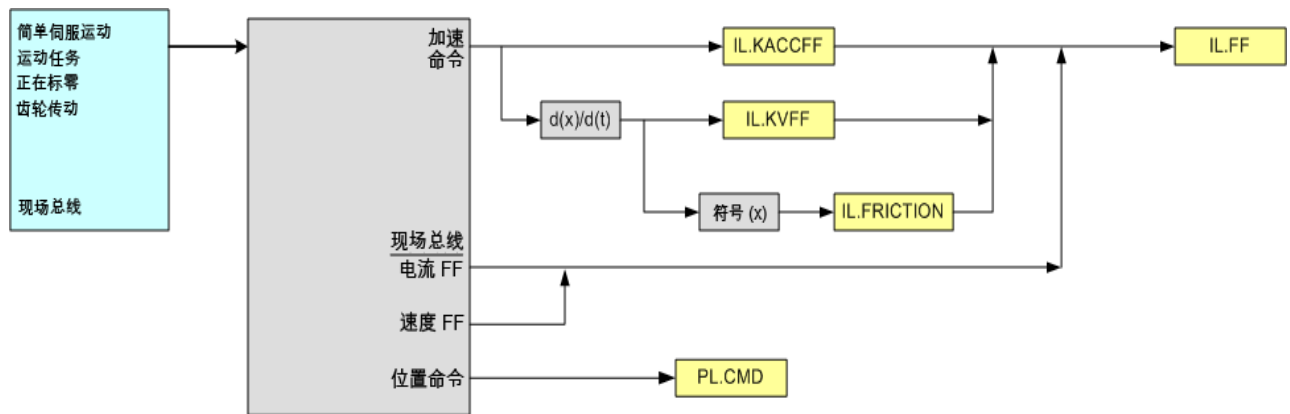 简单伺服运动
运动任务
正在标零
齿轮传动
现场总线
加速
命令
IL.KACCFF
IL.FF
d(x)/d(t)
IL.KVFF
符号 (x)
IL.FRICTION
现场总线
电流 FF
速度 FF
位置命令
PL.CMD